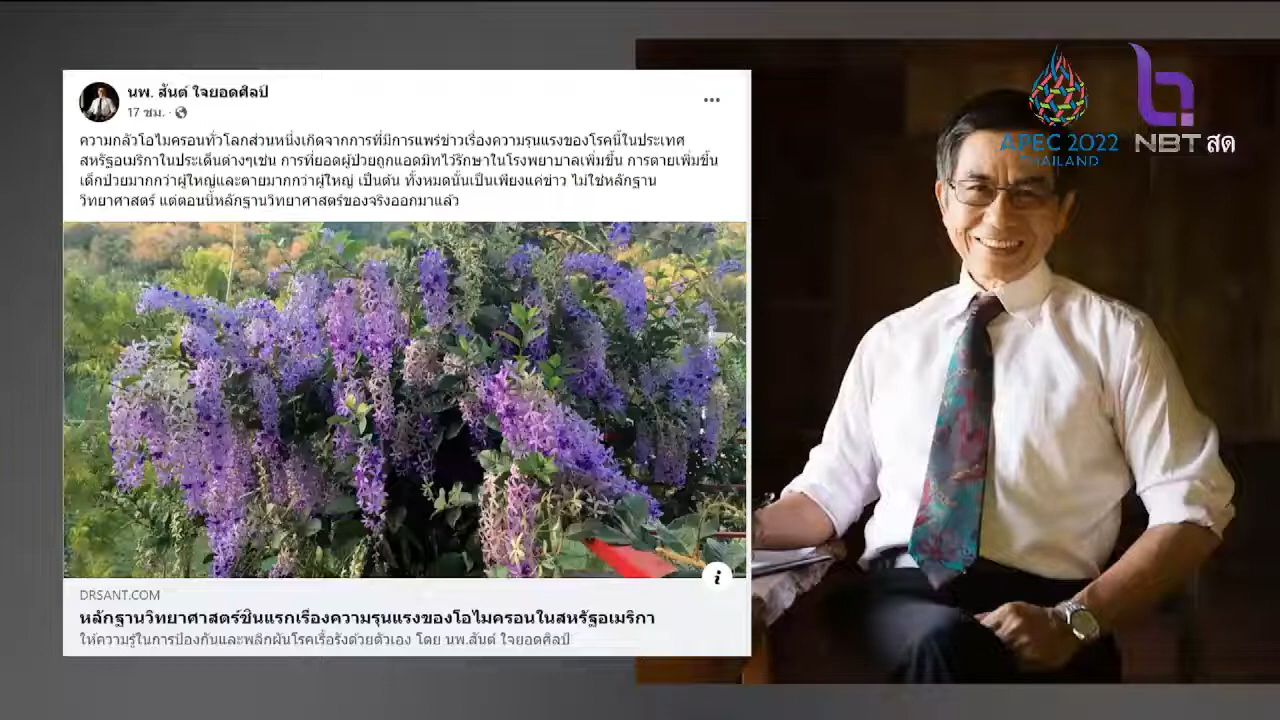 นพ. สันต์ ใจยอดศิลป์
17 ชม.
ความกลัวโอไมครอนทั่วโลกส่วนหนึ่งเกิดจากการที่มีการแพร่ข่าวเรื่องความรุนแรงของโรคนี้ในประเทศ
สหรัฐอเมริกาในประเด็นต่างๆเช่น การที่ยอดผู้ป่วยถูกแอดมิทไว้รักษาในโรงพยาบาลเพิ่มขึ้น การตายเพิ่มขึ้น
เด็กป่วยมากกว่าผู้ใหญ่และตายมากกว่าผู้ใหญ่ เป็นต้น ทั้งหมดนั้นเป็นเพียงแค่ข่าว ไม่ใช่หลักฐาน
วิทยาศาสตร์ แต่ตอนนี้หลักฐานวิทยาศาสตร์ของจริงออกมาแล้ว
DRSANT.COM
หลักฐานวิทยาศาสตร์ชิ้นแรกเรื่องความรุนแรงของโอไมครอนในสหรัฐอเมริกา
ให้ความรู้ในการป้องกันและพลิกผันโรคเรื้อรังด้วยตัวเอง โดย นพ.สันต์ ใจยอดศิลป์
APEC 2022
THAILAND
NBT สด